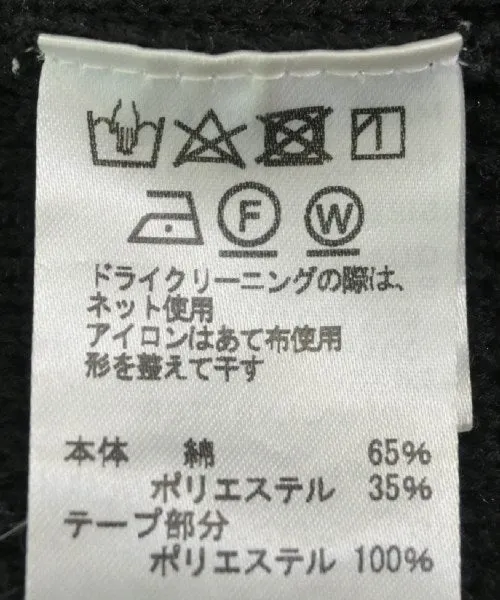 F W
ドライクリーニングの際は、
ネット使用
アイロンはあて布使用
形を整えて干す
本体 綿 65%
ポリエステル 35%
テープ部分
ポリエステル 100%